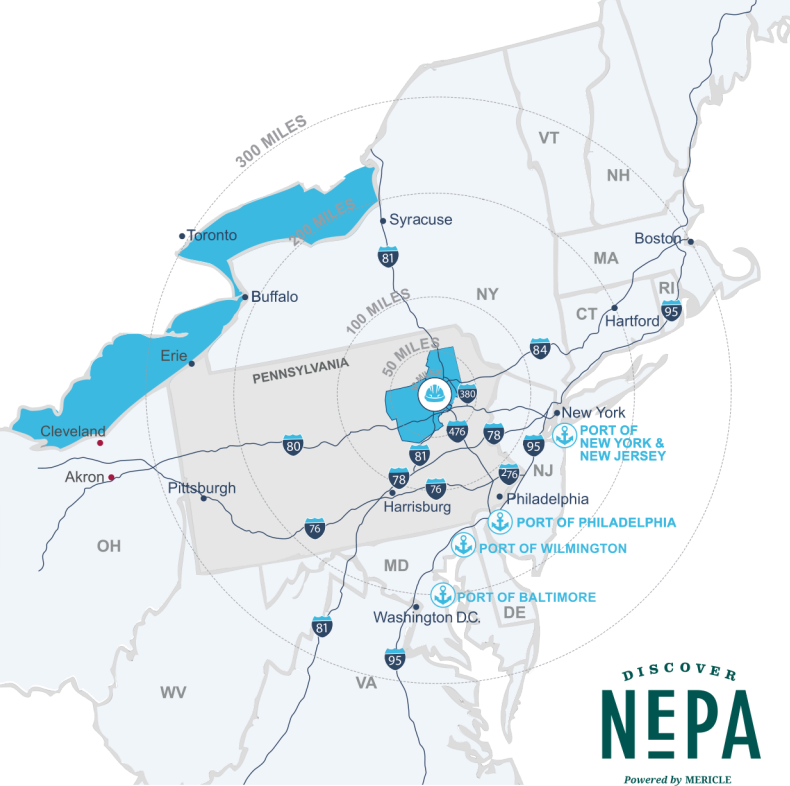 300 MILES
VT
NH
200 MILES
Toronto
Syracuse
Boston
81
MA
Buffalo
100 MILES
NY
RI
CT
95
Hartford
50 MILES
84
Erie
PENNSYLVANIA
380
New York
Cleveland
476
78
PORT OF
NEW YORK &
NEW JERSEY
80
95
81
NJ
Akron
78
276
Pittsburgh
76
Philadelphia
Harrisburg
76
PORT OF PHILADELPHIA
OH
PORT OF WILMINGTON
MD
PORT OF BALTIMORE
DE
Washington D.C.
81
95
VA
WV
DISCOVER
NEPA
Powered by MERICLE